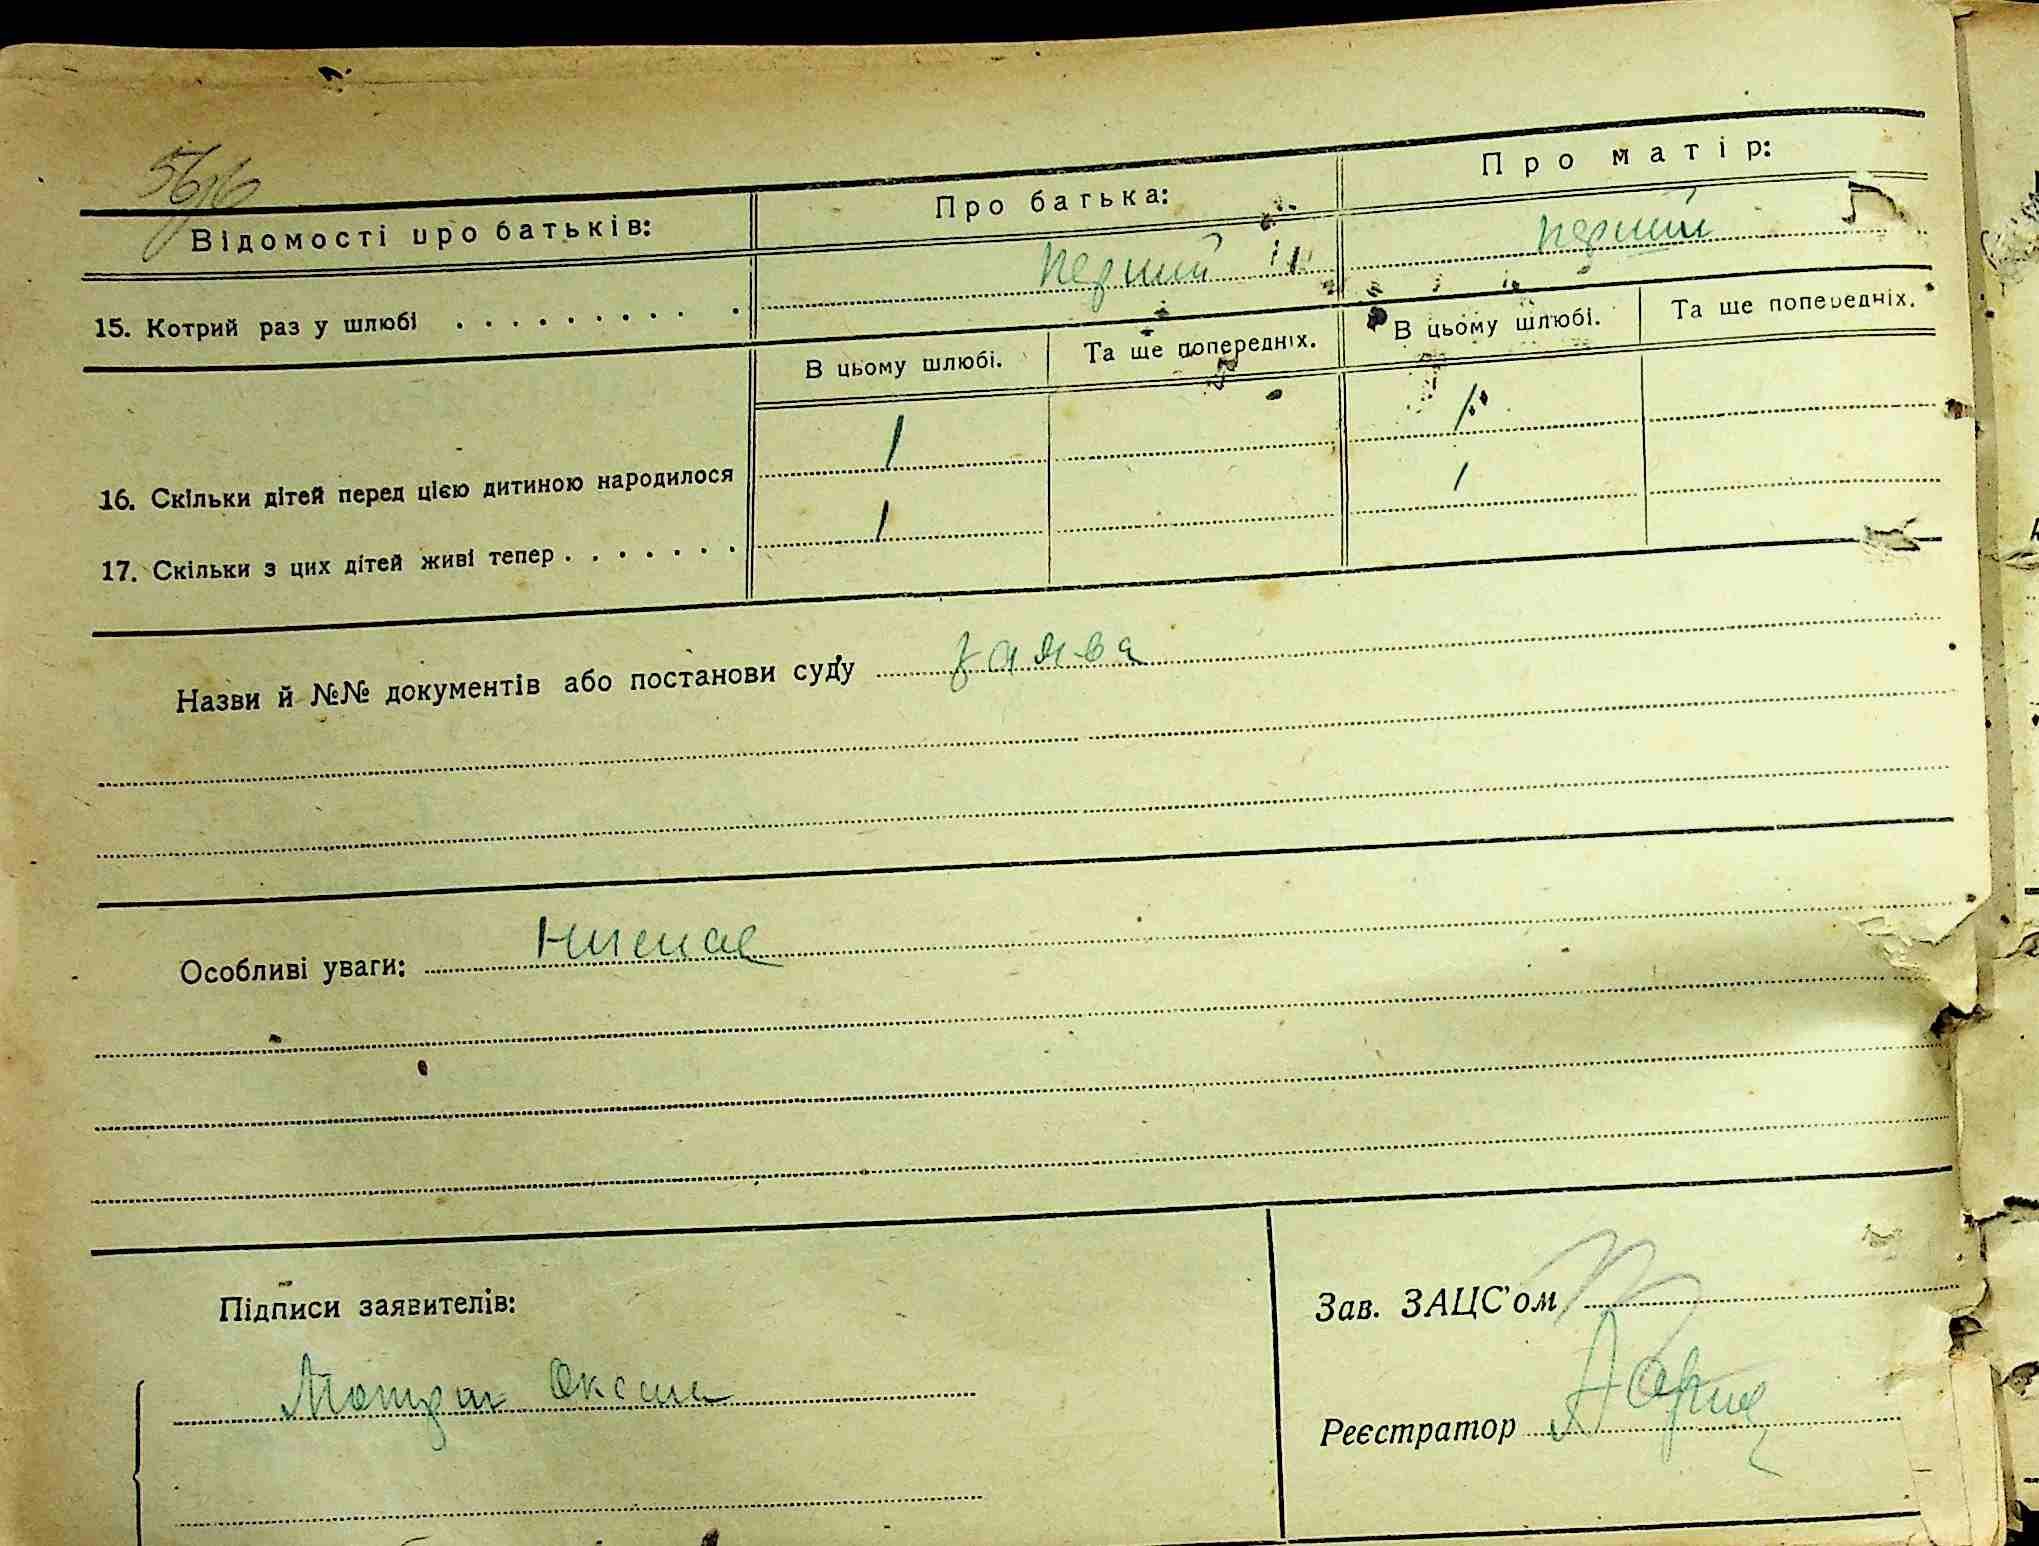 Відомості про батьків: Про батька: Про матір:
15. Котрий раз у шлюбі перший перший
В цьому шлюбі. Та ще попередніх. В цьому шлюбі. Та ще попередніх.
16. Скільки дітей перед цією дитиною народилося 1 1
17. Скільки з цих дітей живі тепер 1 1
Назви й №№ документів або постанови суду заява
Особливі уваги: Нимає
Підписи заявителів:
Зав. ЗАЦС'ом
Оксана
Реєстратор